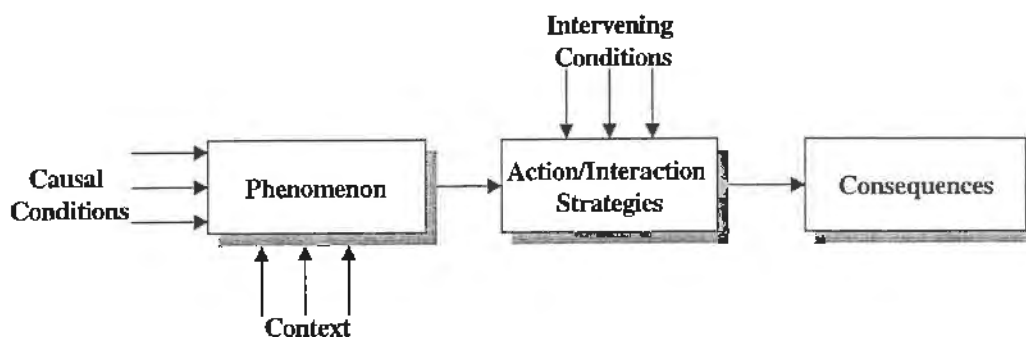 Intervening
Conditions
Causal
Conditions
Phenomenon
Action/Interaction
Strategies
Consequences
Context